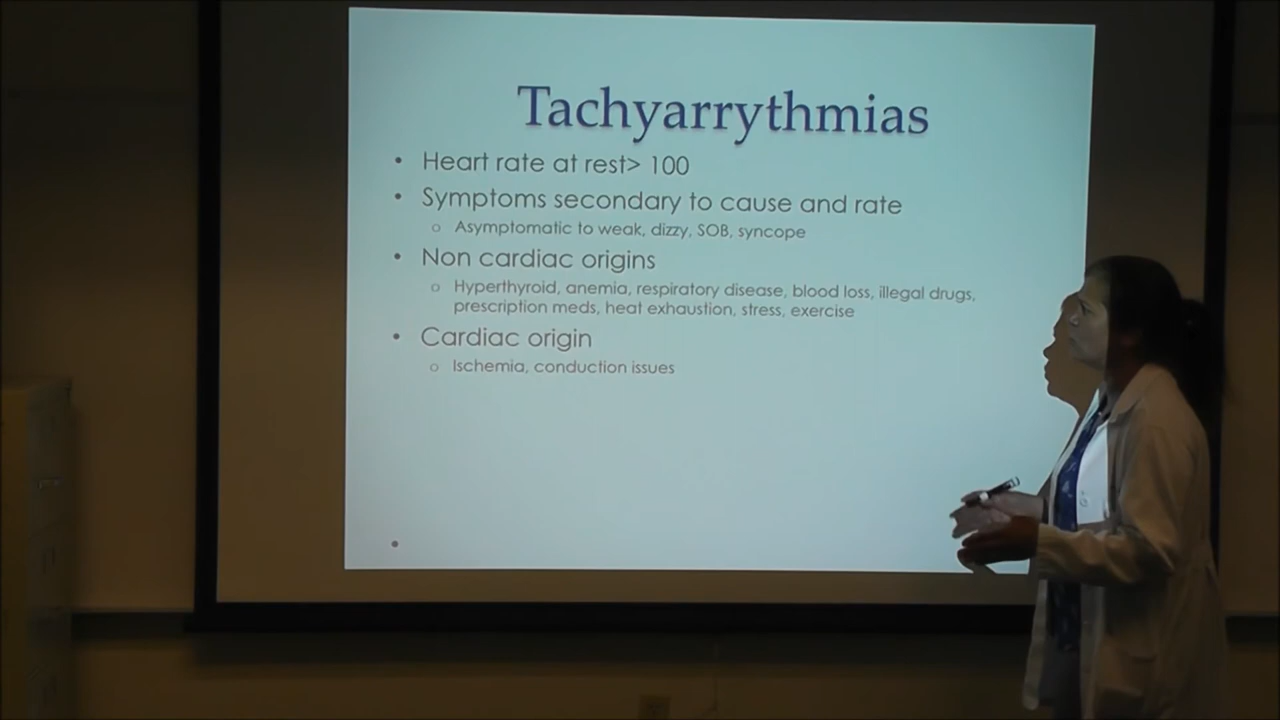 Tachyarrythmias
• Heart rate at rest> 100
• Symptoms secondary to cause and rate
o Asymptomatic to weak, dizzy, SOB, syncope
• Non cardiac origins
o Hyperthyroid, anemia, respiratory disease, blood loss, illegal drugs,
prescription meds, heat exhaustion, stress, exercise
• Cardiac origin
o Ischemia, conduction issues
•